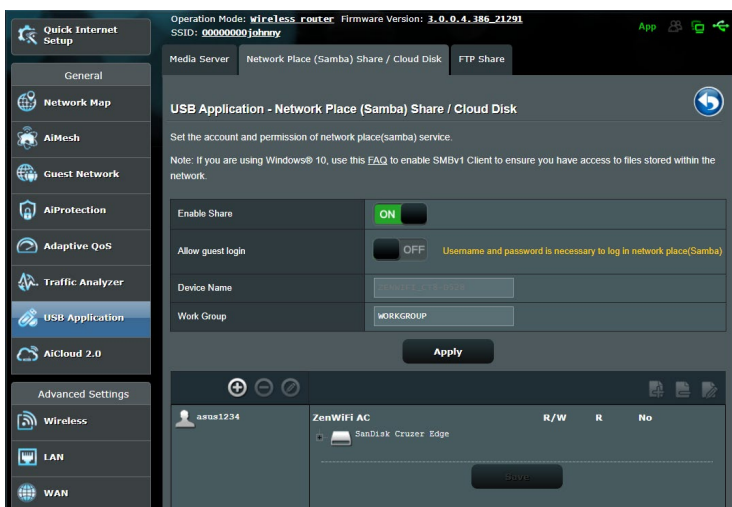 Quick Internet
Setup
Operation Mode: Wireless router Firmware Version: 3.0.0.4.386_21291
SSID: 00000000johnny
App
General
Network Map
AiMesh
Guest Network
AiProtection
Adaptive QoS
Traffic Analyzer
USB Application
AiCloud 2.0
Advanced Settings
Wireless
LAN
WAN
Media Server
Network Place (Samba) Share / Cloud Disk
FTP Share
USB Application - Network Place (Samba) Share / Cloud Disk
Set the account and permission of network place(samba) service.
Note: If you are using Windows® 10, use this FAQ to enable SMBv1 Client to ensure you have access to files stored within the
network.
Enable Share
ON
Allow guest login
OFF
Username and password is necessary to log in network place(Samba)
Device Name
Work Group
WORKGROUP
Apply
asus1234
ZenWiFi AC
R/W
R
No
SanDisk Cruzer Edge
Save